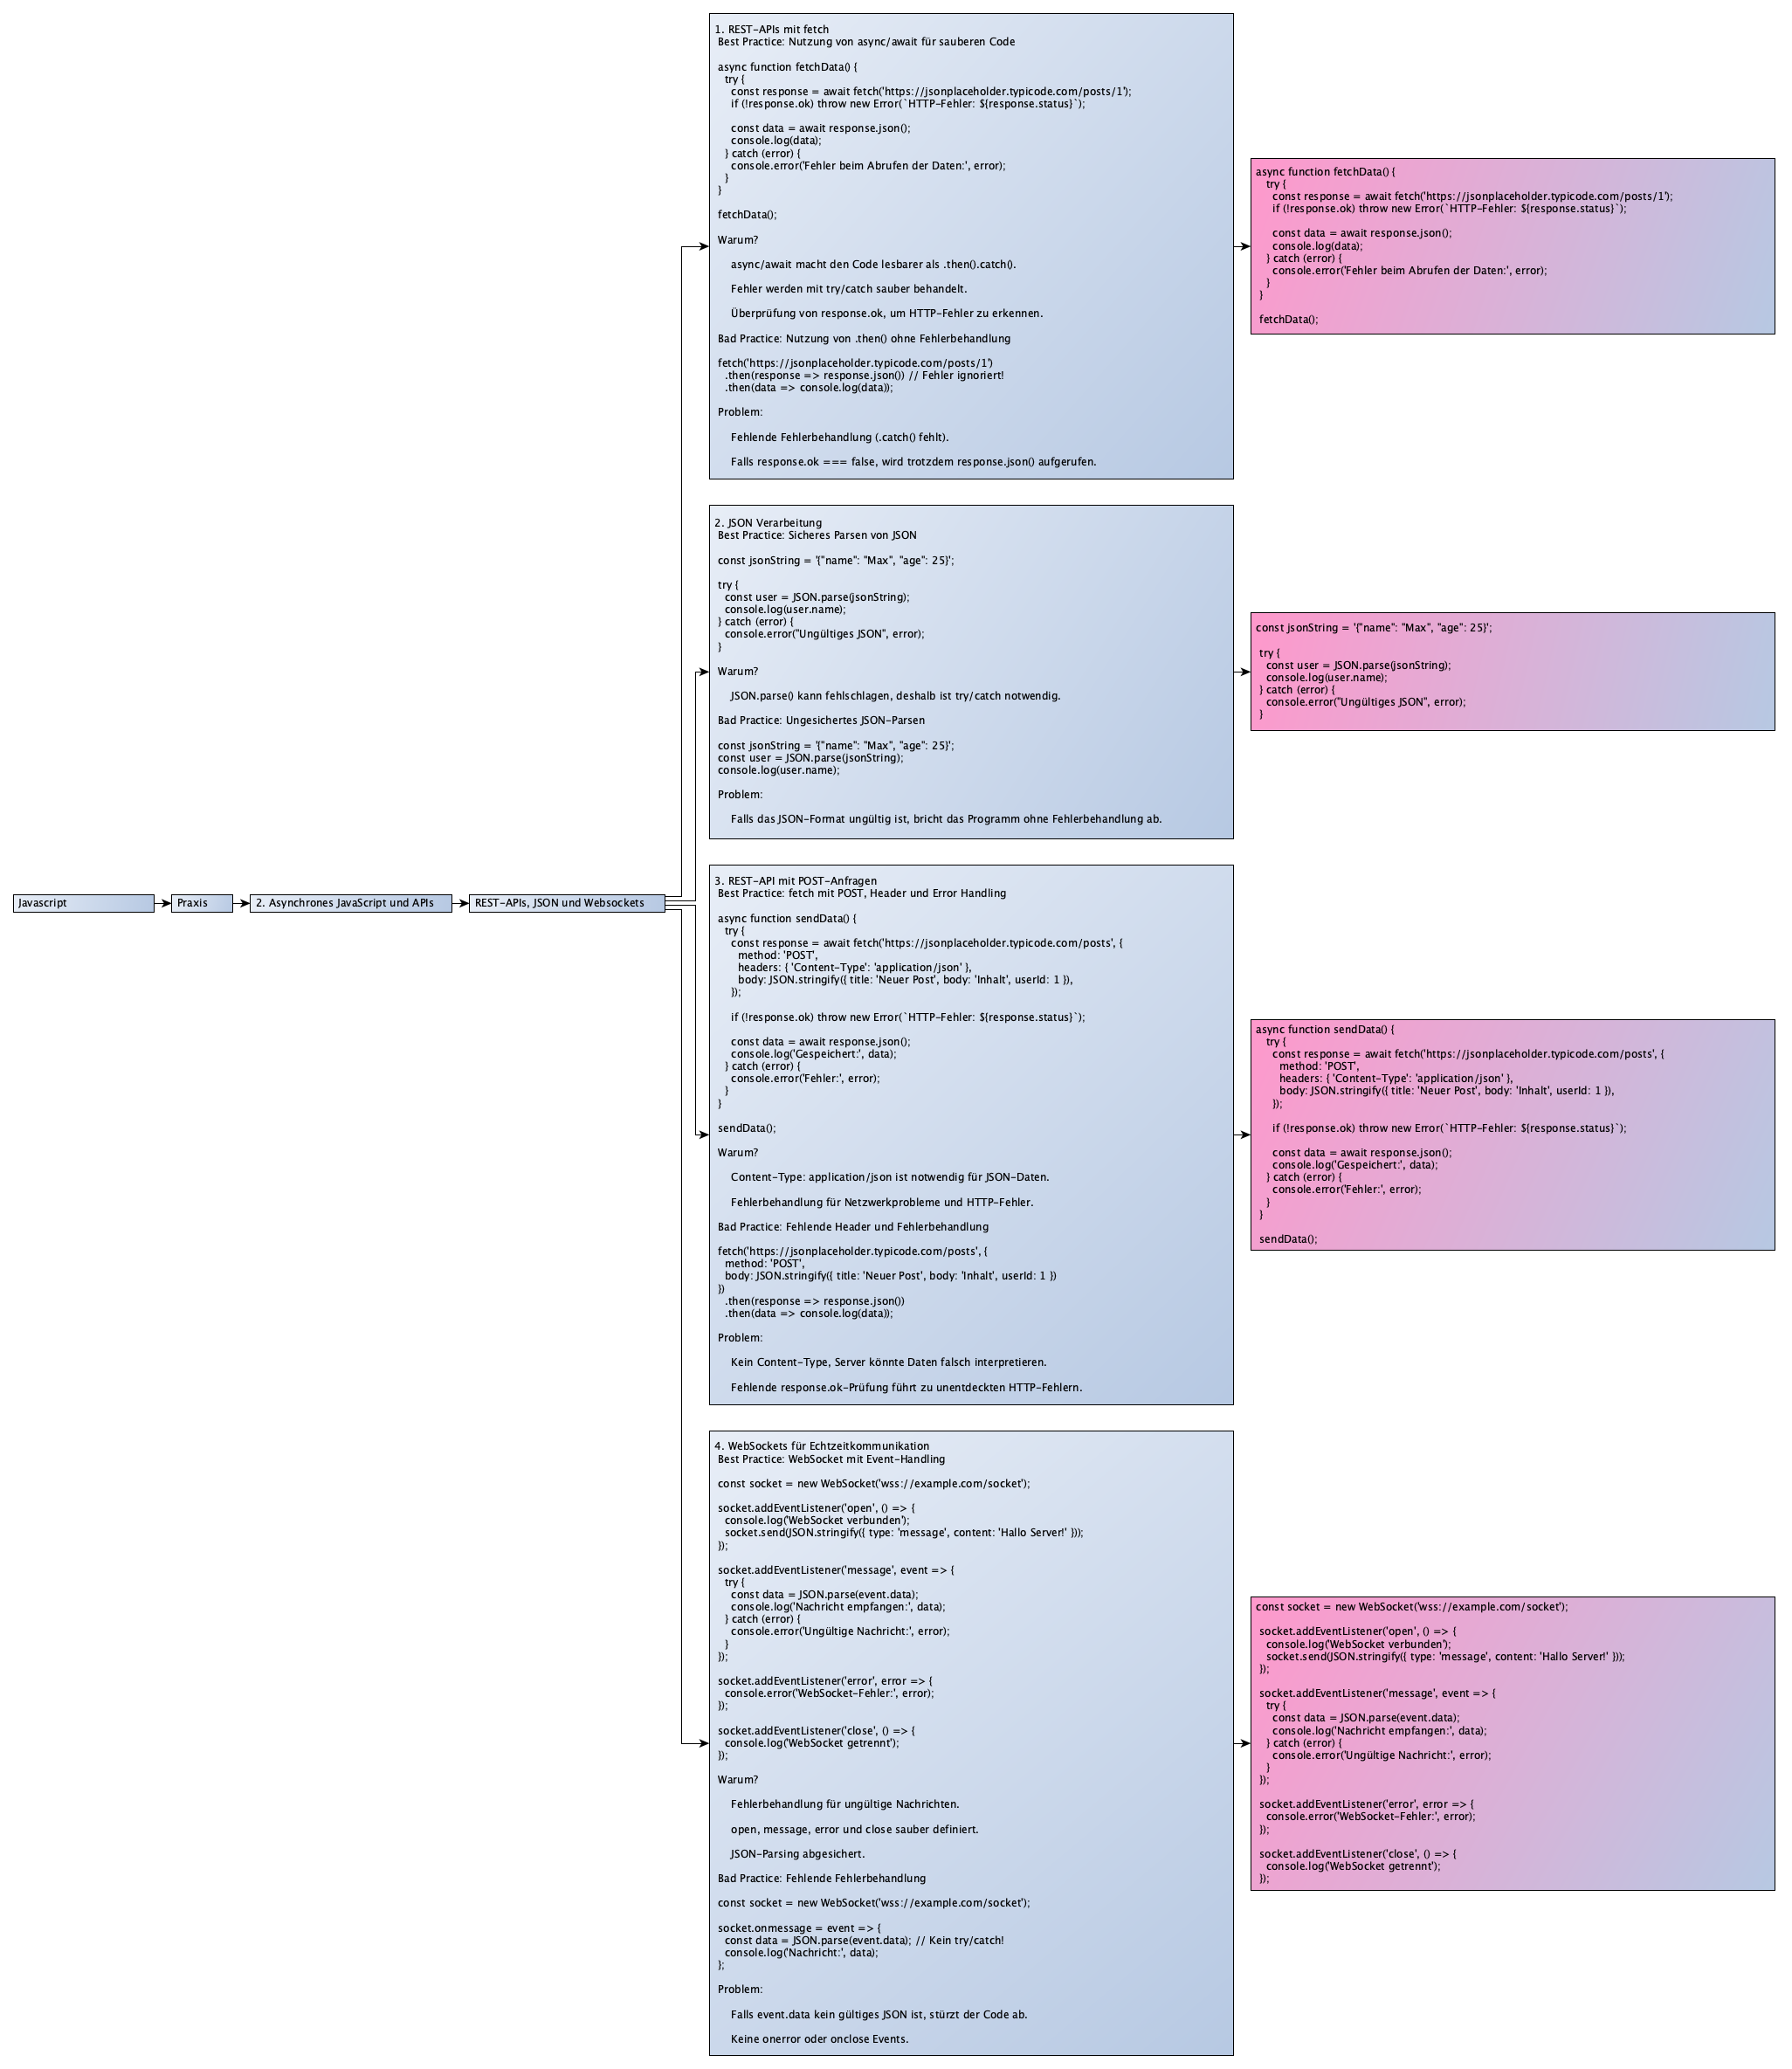 Javascript
Praxis
2. Asynchrones JavaScript und APIs
REST-APIs, JSON und Websockets
1. REST-APIs mit fetch
Best Practice: Nutzung von async/await für sauberen Code
async function fetchData() {
try {
const response = await fetch('https://jsonplaceholder.typicode.com/posts/1');
if (!response.ok) throw new Error(`HTTP-Fehler: ${response.status}`);
const data = await response.json();
console.log(data);
} catch (error) {
console.error('Fehler beim Abrufen der Daten:', error);
}
}
fetchData();
Warum?
async/await macht den Code lesbarer als .then().catch().
Fehler werden mit try/catch sauber behandelt.
Überprüfung von response.ok, um HTTP-Fehler zu erkennen.
Bad Practice: Nutzung von .then() ohne Fehlerbehandlung
fetch('https://jsonplaceholder.typicode.com/posts/1')
.then(response => response.json()) // Fehler ignoriert!
.then(data => console.log(data));
Problem:
Fehlende Fehlerbehandlung (.catch() fehlt).
Falls response.ok === false, wird trotzdem response.json() aufgerufen.
async function fetchData() {
try {
const response = await fetch('https://jsonplaceholder.typicode.com/posts/1');
if (!response.ok) throw new Error(`HTTP-Fehler: ${response.status}`);
const data = await response.json();
console.log(data);
} catch (error) {
console.error('Fehler beim Abrufen der Daten:', error);
}
}
fetchData();
2. JSON Verarbeitung
Best Practice: Sicheres Parsen von JSON
const jsonString = '{"name": "Max", "age": 25}';
try {
const user = JSON.parse(jsonString);
console.log(user.name);
} catch (error) {
console.error("Ungültiges JSON", error);
}
Warum?
JSON.parse() kann fehlschlagen, deshalb ist try/catch notwendig.
Bad Practice: Ungesichertes JSON-Parsen
const jsonString = '{"name": "Max", "age": 25}';
const user = JSON.parse(jsonString);
console.log(user.name);
Problem:
Falls das JSON-Format ungültig ist, bricht das Programm ohne Fehlerbehandlung ab.
const jsonString = '{"name": "Max", "age": 25}';
try {
const user = JSON.parse(jsonString);
console.log(user.name);
} catch (error) {
console.error("Ungültiges JSON", error);
}
3. REST-API mit POST-Anfragen
Best Practice: fetch mit POST, Header und Error Handling
async function sendData() {
try {
const response = await fetch('https://jsonplaceholder.typicode.com/posts', {
method: 'POST',
headers: { 'Content-Type': 'application/json' },
body: JSON.stringify({ title: 'Neuer Post', body: 'Inhalt', userId: 1 }),
});
if (!response.ok) throw new Error(`HTTP-Fehler: ${response.status}`);
const data = await response.json();
console.log('Gespeichert:', data);
} catch (error) {
console.error('Fehler:', error);
}
}
sendData();
Warum?
Content-Type: application/json ist notwendig für JSON-Daten.
Fehlerbehandlung für Netzwerkprobleme und HTTP-Fehler.
Bad Practice: Fehlende Header und Fehlerbehandlung
fetch('https://jsonplaceholder.typicode.com/posts', {
method: 'POST',
body: JSON.stringify({ title: 'Neuer Post', body: 'Inhalt', userId: 1 })
})
.then(response => response.json())
.then(data => console.log(data));
Problem:
Kein Content-Type, Server könnte Daten falsch interpretieren.
Fehlende response.ok-Prüfung führt zu unentdeckten HTTP-Fehlern.
async function sendData() {
try {
const response = await fetch('https://jsonplaceholder.typicode.com/posts', {
method: 'POST',
headers: { 'Content-Type': 'application/json' },
body: JSON.stringify({ title: 'Neuer Post', body: 'Inhalt', userId: 1 }),
});
if (!response.ok) throw new Error(`HTTP-Fehler: ${response.status}`);
const data = await response.json();
console.log('Gespeichert:', data);
} catch (error) {
console.error('Fehler:', error);
}
}
sendData();
4. WebSockets für Echtzeitkommunikation
Best Practice: WebSocket mit Event-Handling
const socket = new WebSocket('wss://example.com/socket');
socket.addEventListener('open', () => {
console.log('WebSocket verbunden');
socket.send(JSON.stringify({ type: 'message', content: 'Hallo Server!' }));
});
socket.addEventListener('message', event => {
try {
const data = JSON.parse(event.data);
console.log('Nachricht empfangen:', data);
} catch (error) {
console.error('Ungültige Nachricht:', error);
}
});
socket.addEventListener('error', error => {
console.error('WebSocket-Fehler:', error);
});
socket.addEventListener('close', () => {
console.log('WebSocket getrennt');
});
Warum?
Fehlerbehandlung für ungültige Nachrichten.
open, message, error und close sauber definiert.
JSON-Parsing abgesichert.
Bad Practice: Fehlende Fehlerbehandlung
const socket = new WebSocket('wss://example.com/socket');
socket.onmessage = event => {
const data = JSON.parse(event.data); // Kein try/catch!
console.log('Nachricht:', data);
};
Problem:
Falls event.data kein gültiges JSON ist, stürzt der Code ab.
Keine onerror oder onclose Events.
const socket = new WebSocket('wss://example.com/socket');
socket.addEventListener('open', () => {
console.log('WebSocket verbunden');
socket.send(JSON.stringify({ type: 'message', content: 'Hallo Server!' }));
});
socket.addEventListener('message', event => {
try {
const data = JSON.parse(event.data);
console.log('Nachricht empfangen:', data);
} catch (error) {
console.error('Ungültige Nachricht:', error);
}
});
socket.addEventListener('error', error => {
console.error('WebSocket-Fehler:', error);
});
socket.addEventListener('close', () => {
console.log('WebSocket getrennt');
});